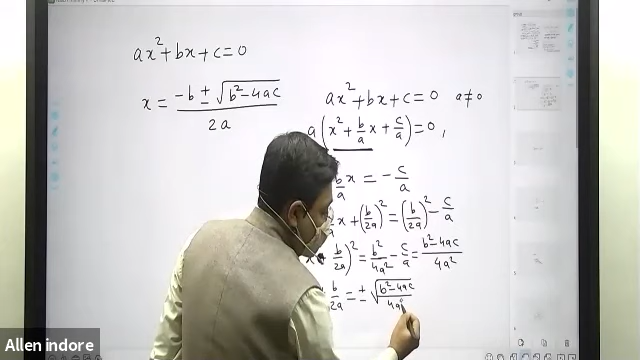 ax² + bx + c = 0
x = (-b ± √(b² - 4ac)) / 2a
ax² + bx + c = 0 a ≠ 0
a(x² + b/a x + c/a) = 0,
b/a x = - c/a
x + (b/2a)² = (b/2a)² - c/a
b/2a)² = b²/4a² - c/a = (b² - 4ac)/4a²
b/2a = ± √((b² - 4ac)/4a
Allen indore